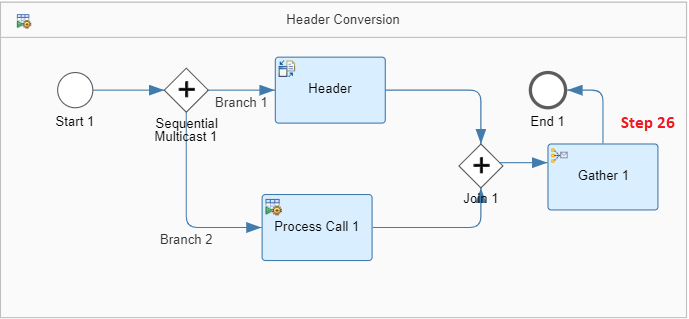 Header Conversion
Header
Branch 1
Start 1
Sequential
Multicast 1
End 1
Step 26
Gather 1
Join 1
Process Call 1
Branch 2